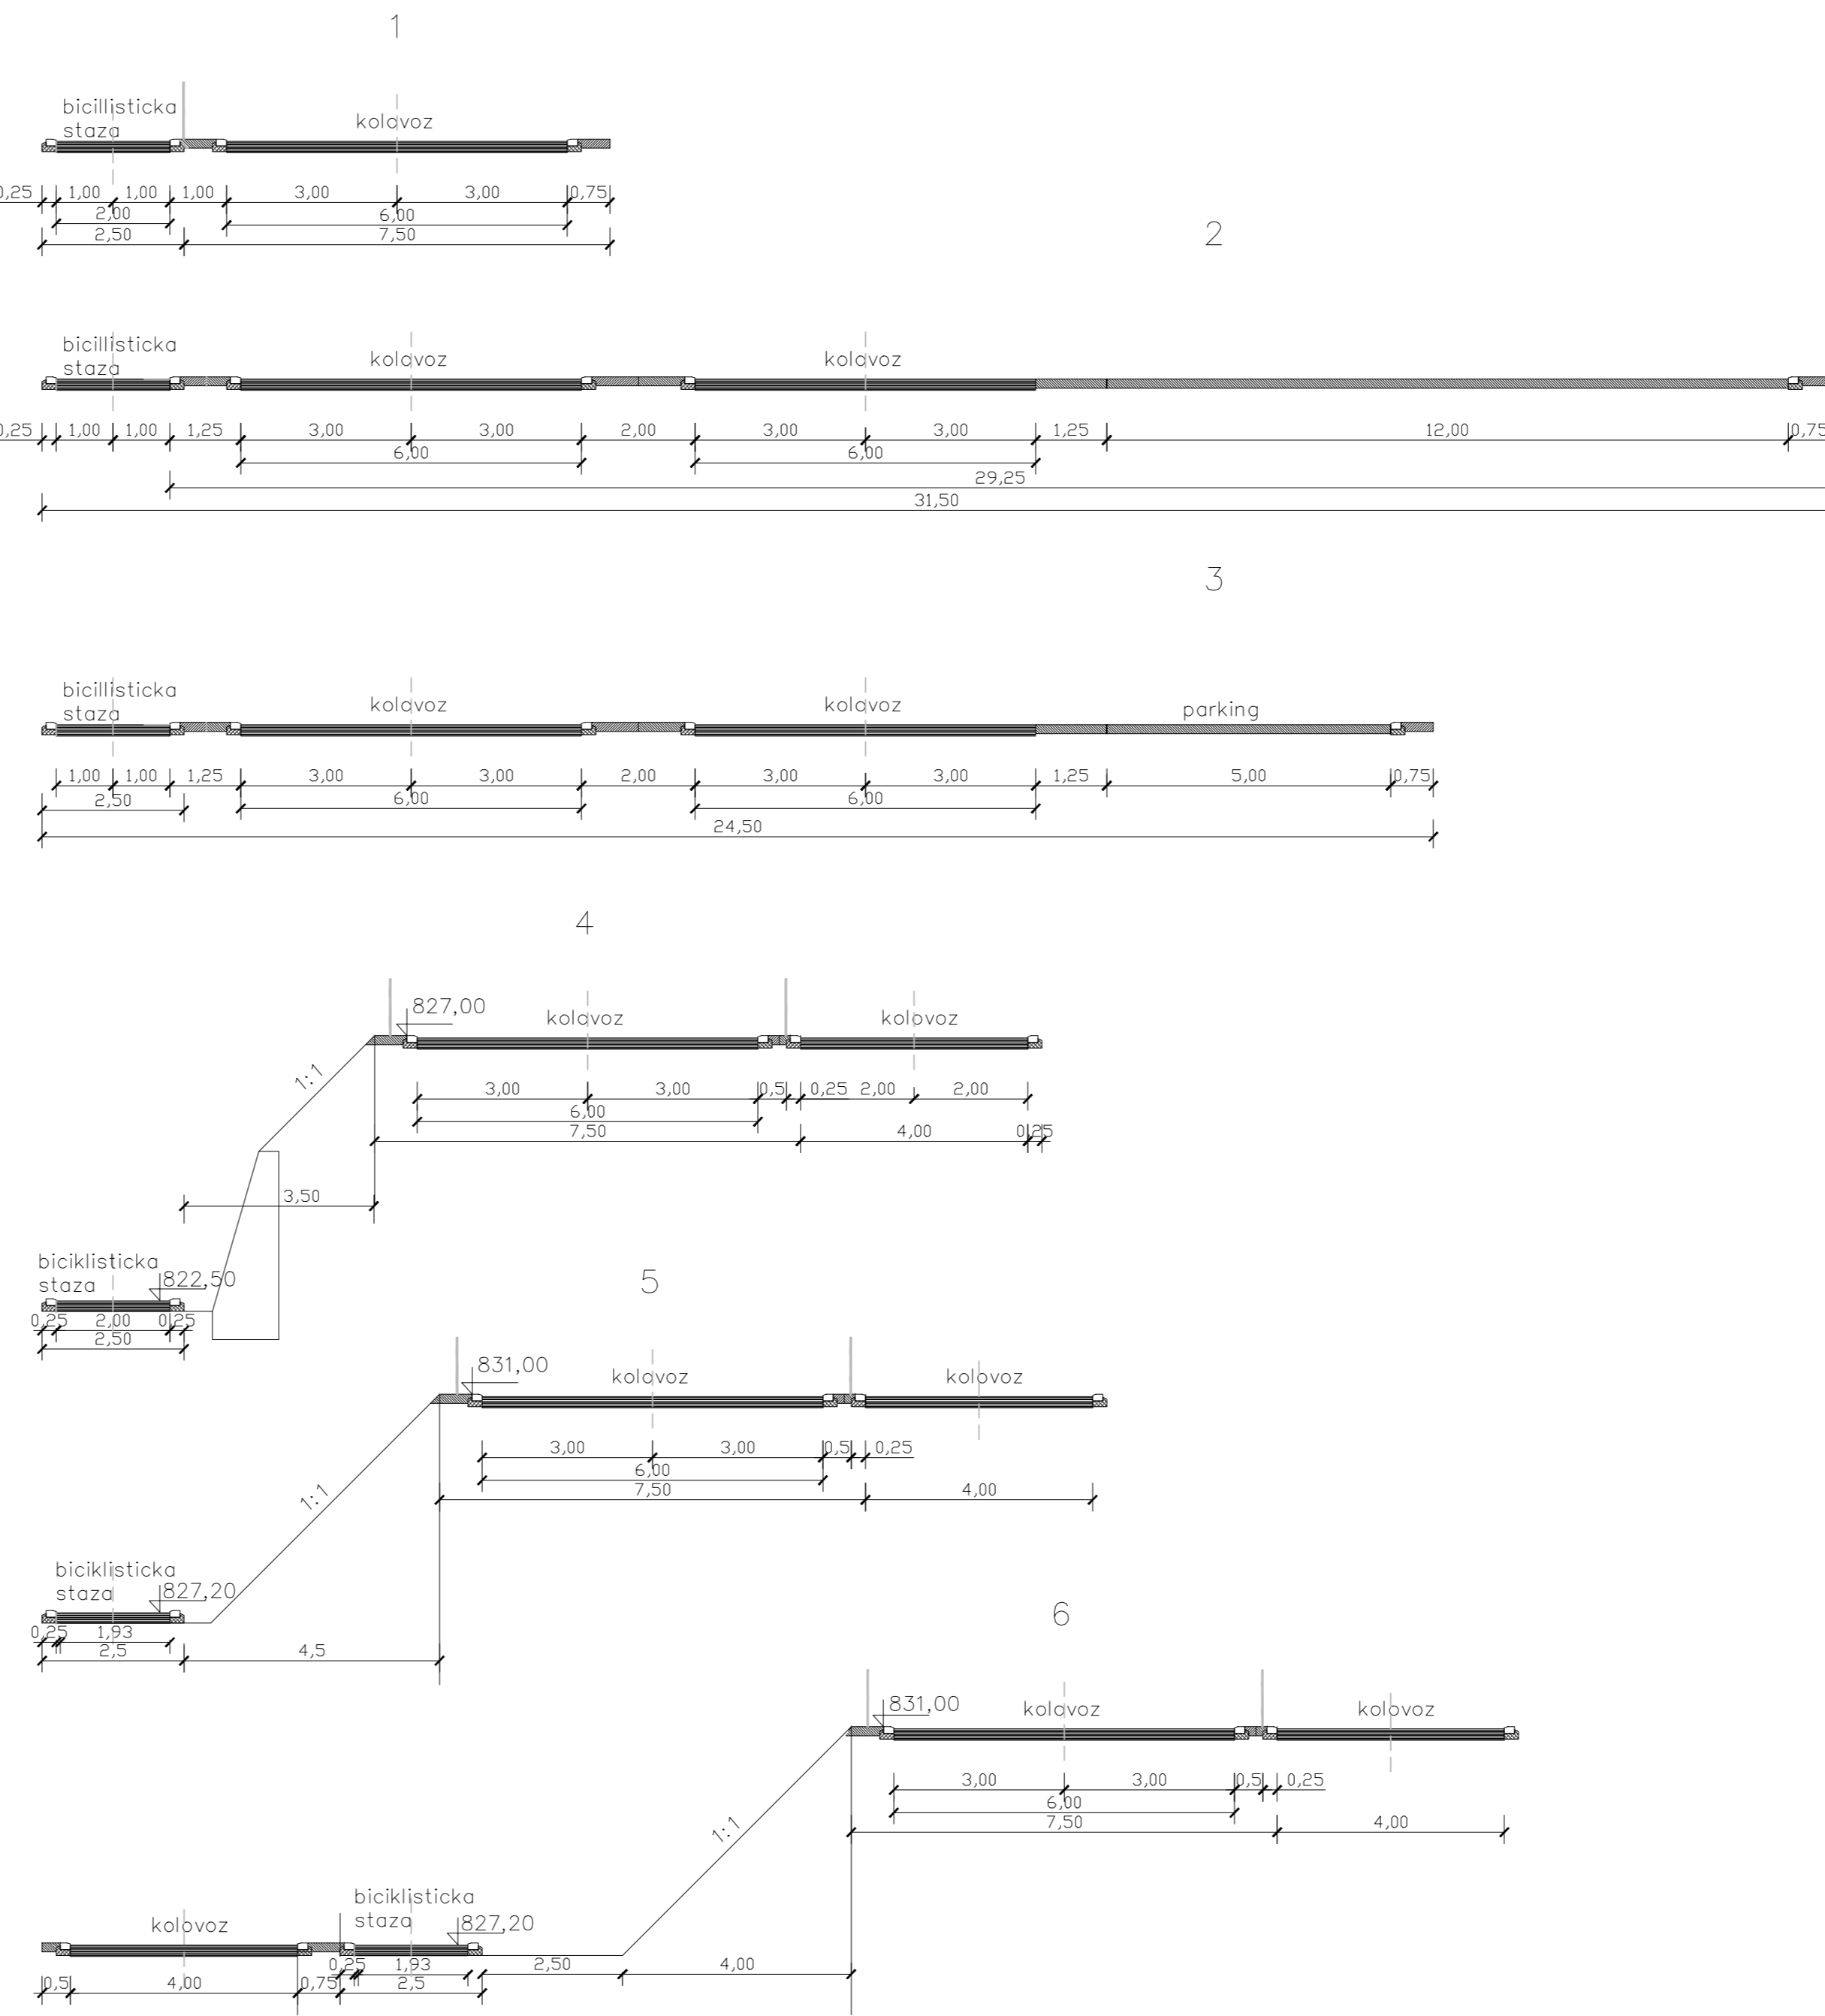 1
bicillisticka
staza
kolovoz
0,25 1,00 1,00 1,00 3,00 3,00 0,75
2,00 6,00
2,50 7,50
2
bicillisticka
staza
kolovoz kolovoz
0,25 1,00 1,00 1,25 3,00 3,00 2,00 3,00 3,00 1,25 12,00 0,75
6,00 6,00
29,25
31,50
3
bicillisticka
staza
kolovoz kolovoz parking
1,00 1,00 1,25 3,00 3,00 2,00 3,00 3,00 1,25 5,00 0,75
2,50 6,00 6,00
24,50
4
827,00
kolovoz kolovoz
1:1
3,00 3,00 0,5 0,25 2,00 2,00
6,00
7,50 4,00 0,25
3,50
biciklisticka
staza
822,50
0,25 2,00 0,25
2,50
5
831,00
kolovoz kolovoz
3,00 3,00 0,5 0,25
6,00
7,50 4,00
1:1
biciklisticka
staza
827,20
0,25 1,93
2,5 4,5
6
831,00
kolovoz kolovoz
3,00 3,00 0,5 0,25
6,00
7,50 4,00
1:1
biciklisticka
staza
827,20
kolovoz
0,25 1,93 2,50 4,00
0,5 4,00 0,75 2,5